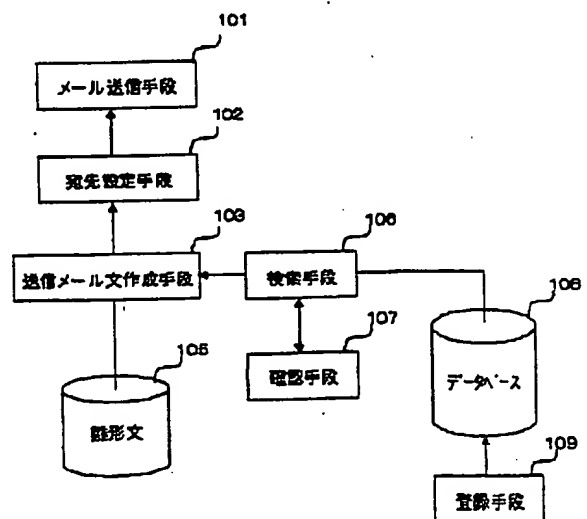 101
メール送信手段
102
宛先設定手段
103
送信メール文作成手段
106
検索手段
108
データベース
107
確認手段
105
雛形文
109
登録手段